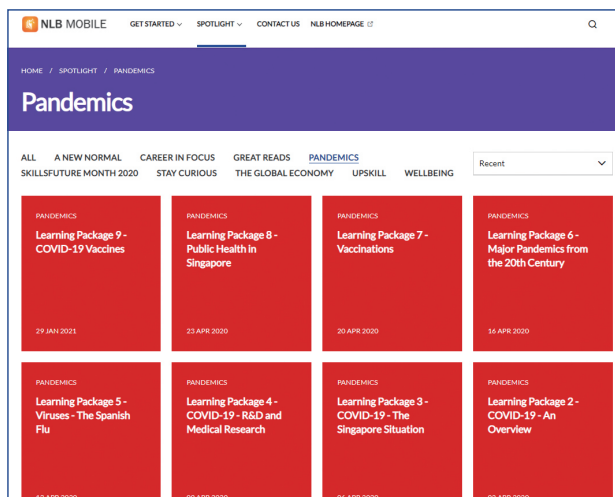 NLB MOBILE GET STARTED SPOTLIGHT CONTACT US NLB HOMEPAGE
HOME / SPOTLIGHT / PANDEMICS
Pandemics
ALL A NEW NORMAL CAREER IN FOCUS GREAT READS PANDEMICS
SKILLSFUTURE MONTH 2020 STAY CURIOUS THE GLOBAL ECONOMY UPSKILL WELLBEING
Recent
PANDEMICS
Learning Package 9 -
COVID-19 Vaccines
29 JAN 2021
PANDEMICS
Learning Package 8 -
Public Health in
Singapore
23 APR 2020
PANDEMICS
Learning Package 7 -
Vaccinations
20 APR 2020
PANDEMICS
Learning Package 6 -
Major Pandemics from
the 20th Century
16 APR 2020
PANDEMICS
Learning Package 5 -
Viruses - The Spanish
Flu
PANDEMICS
Learning Package 4 -
COVID-19 - R&D and
Medical Research
PANDEMICS
Learning Package 3 -
COVID-19 - The
Singapore Situation
PANDEMICS
Learning Package 2 -
COVID-19 - An
Overview